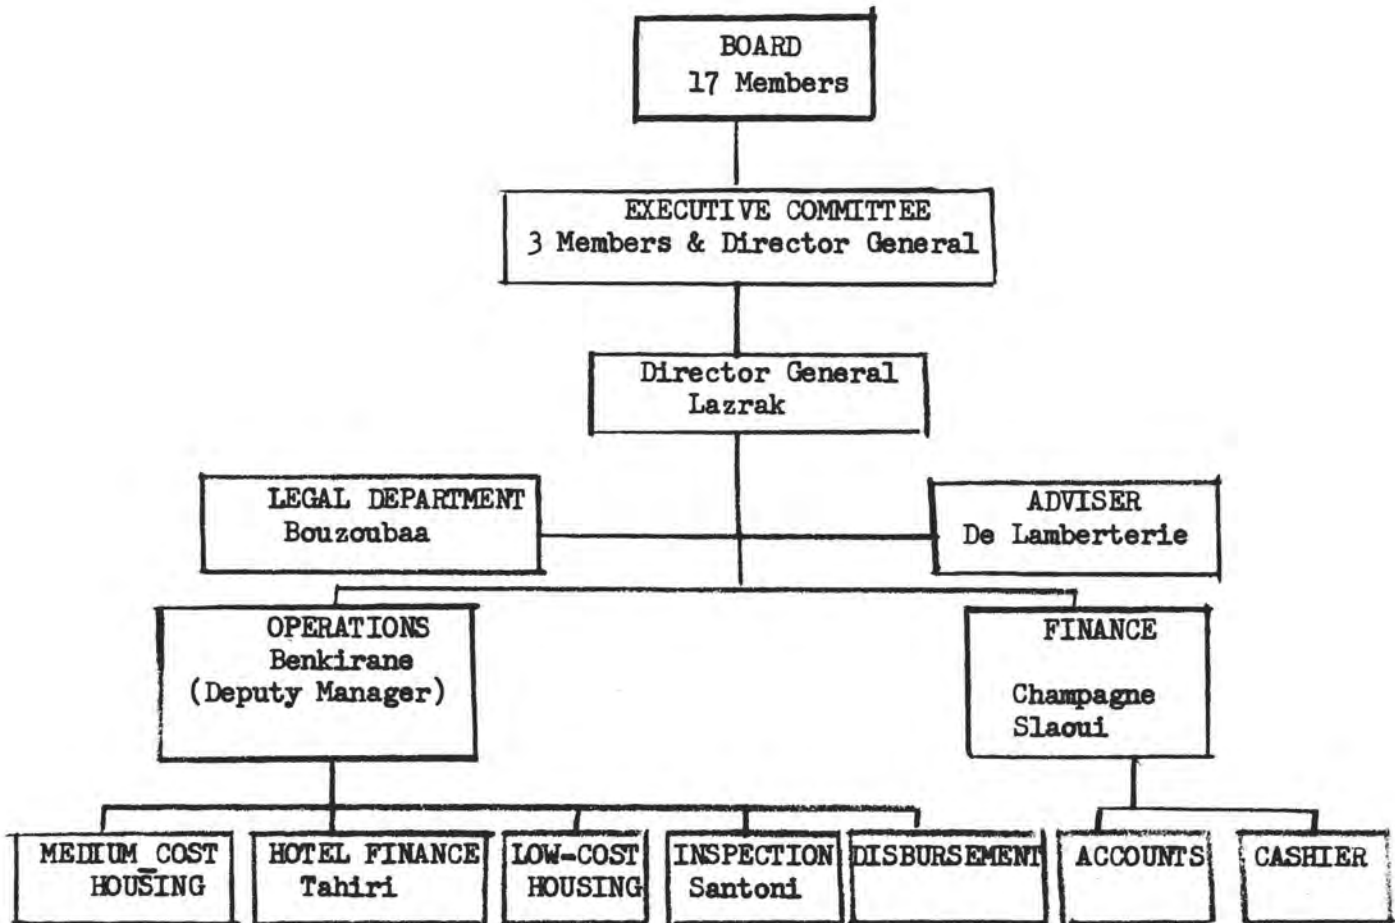 BOARD
17 Members
EXECUTIVE COMMITTEE
3 Members & Director General
Director General
Lazrak
LEGAL DEPARTMENT
Bouzoubaa
ADVISER
De Lamberterie
OPERATIONS
Benkirane
(Deputy Manager)
FINANCE
Champagne
Slaoui
MEDIUM-COST
HOUSING
HOTEL FINANCE
Tahiri
LOW-COST
HOUSING
INSPECTION
Santoni
DISBURSEMENT
ACCOUNTS
CASHIER